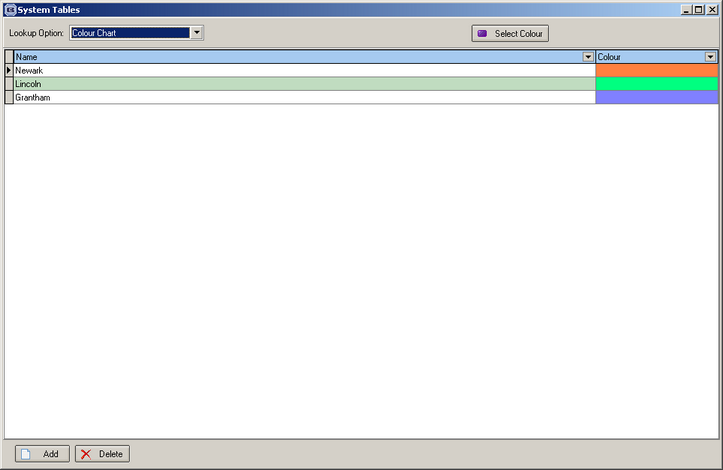 System Tables
Lookup Option: Colour Chart Select Colour
Name Colour
Newark
Lincoln
Grantham
Add Delete